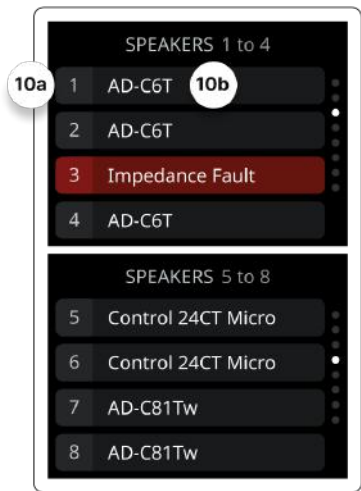 SPEAKERS 1 to 4
10a 1 AD-C6T 10b
2 AD-C6T
3 Impedance Fault
4 AD-C6T
SPEAKERS 5 to 8
5 Control 24CT Micro
6 Control 24CT Micro
7 AD-C81Tw
8 AD-C81Tw